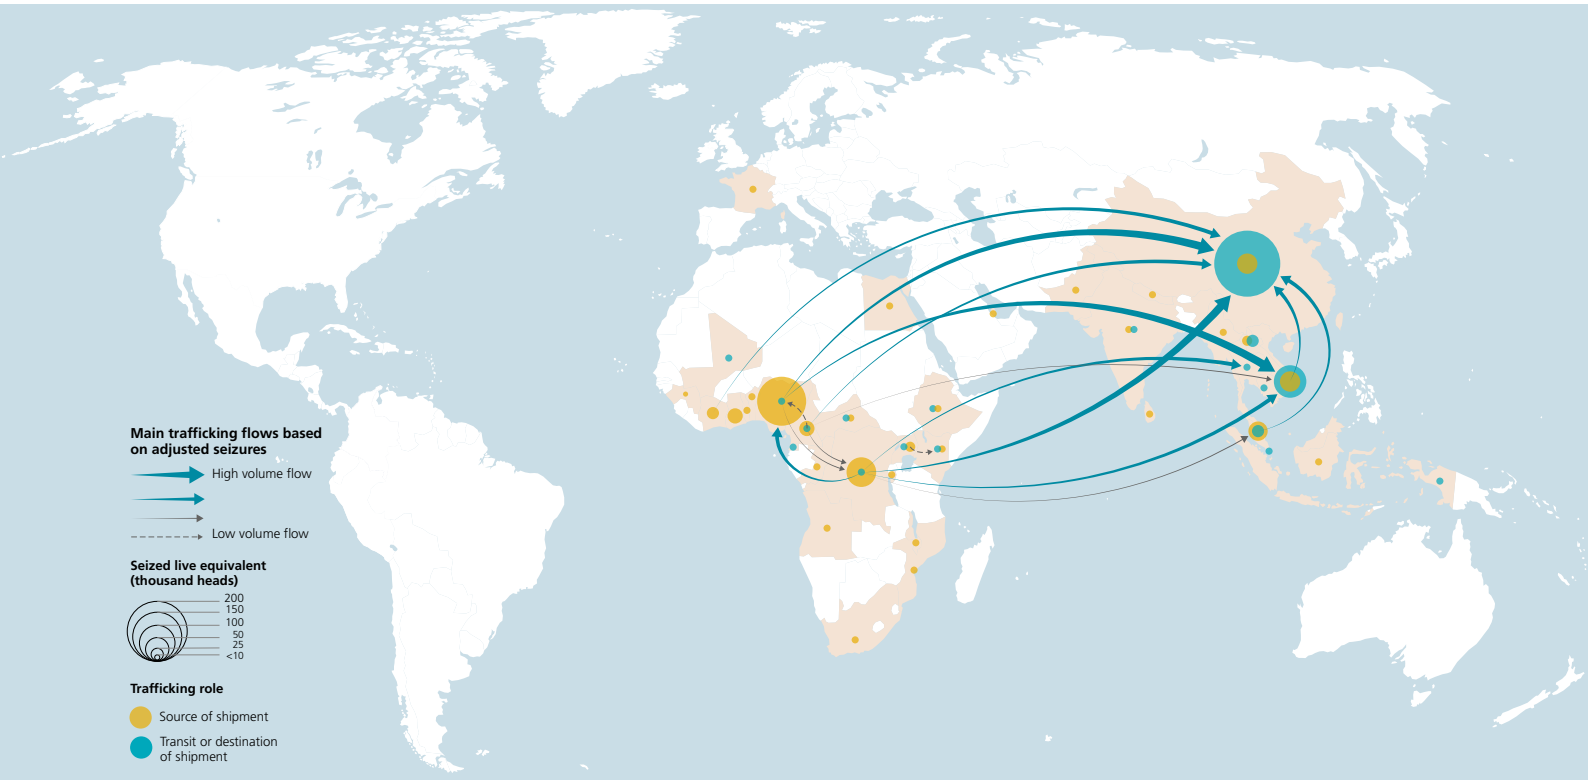 Main trafficking flows based
on adjusted seizures
High volume flow
Low volume flow
Seized live equivalent
(thousand heads)
200
150
100
50
25
<10
Trafficking role
Source of shipment
Transit or destination
of shipment